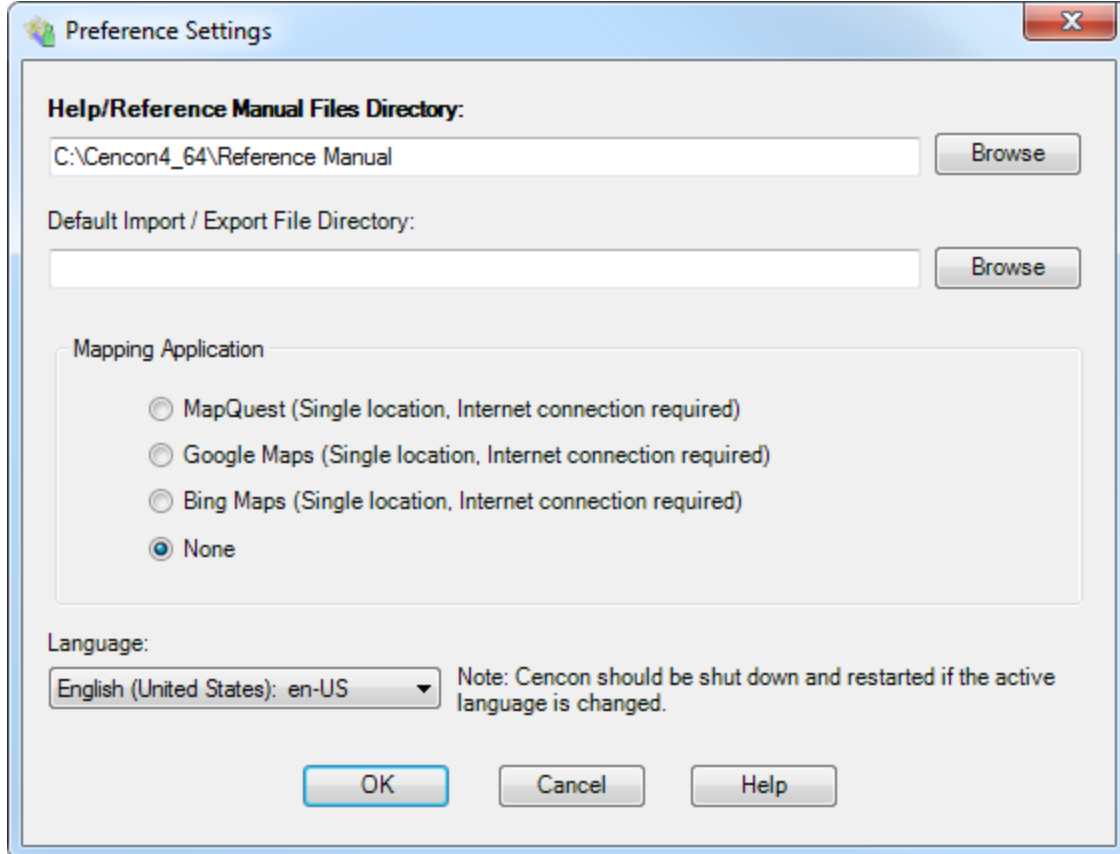 Preference Settings
Help/Reference Manual Files Directory:
C:\Cencon4_64\Reference Manual
Browse
Default Import / Export File Directory:
Browse
Mapping Application
MapQuest (Single location, Internet connection required)
Google Maps (Single location, Internet connection required)
Bing Maps (Single location, Internet connection required)
None
Language:
English (United States): en-US
Note: Cencon should be shut down and restarted if the active
language is changed.
OK
Cancel
Help